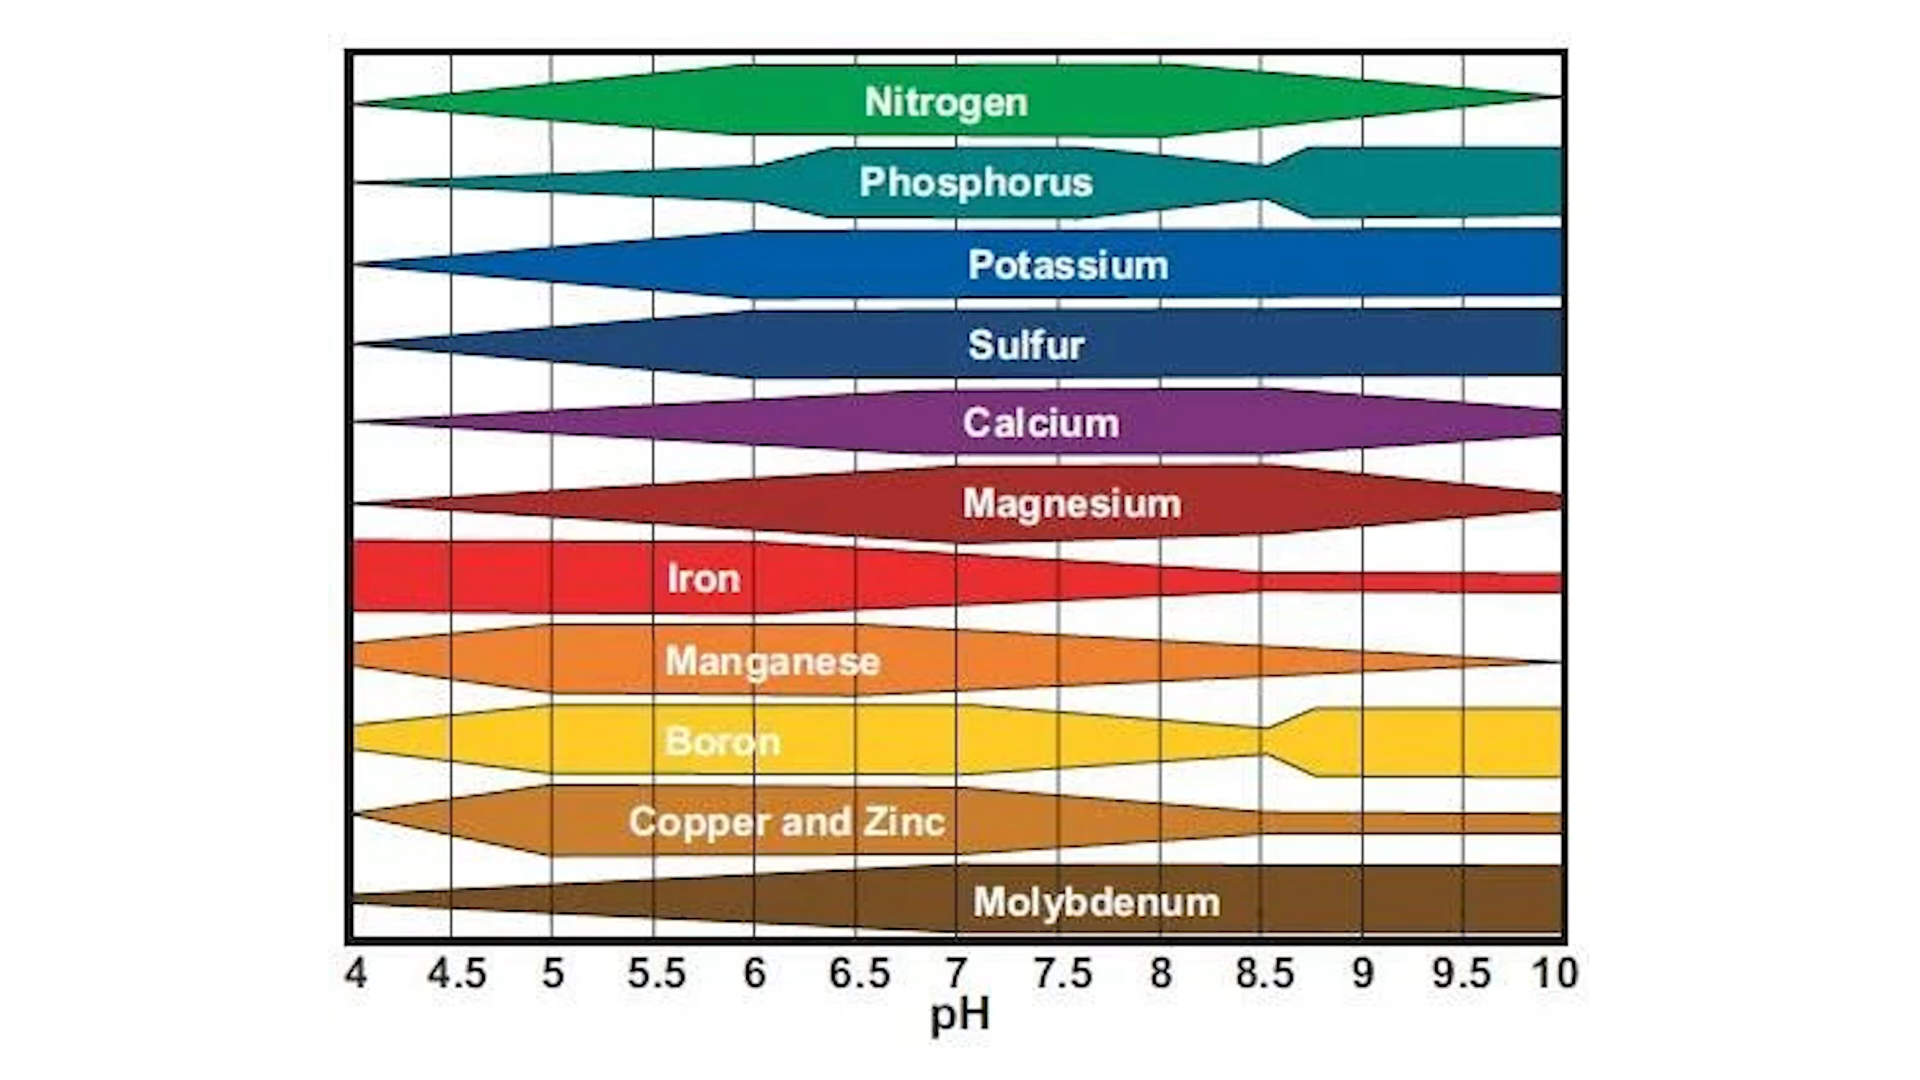 Nitrogen
Phosphorus
Potassium
Sulfur
Calcium
Magnesium
Iron
Manganese
Boron
Copper and Zinc
Molybdenum
4 4.5 5 5.5 6 6.5 7 7.5 8 8.5 9 9.5 10
pH